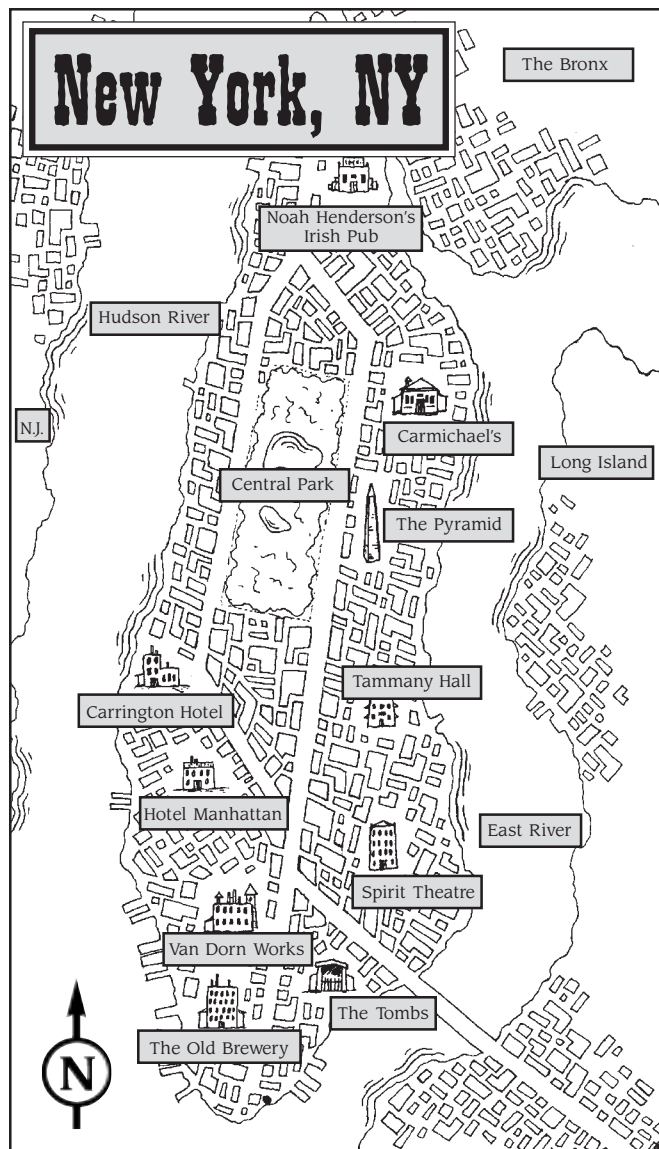 New York, NY
The Bronx
Noah Henderson's
Irish Pub
Hudson River
N.J.
Carmichael's
Long Island
Central Park
The Pyramid
Tammany Hall
Carrington Hotel
Hotel Manhattan
East River
Spirit Theatre
Van Dorn Works
The Tombs
The Old Brewery
N